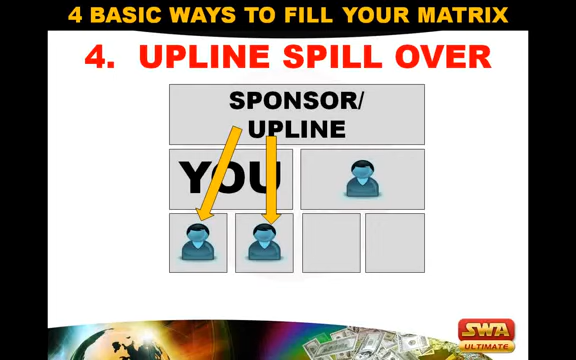 4 BASIC WAYS TO FILL YOUR MATRIX
4. UPLINE SPILL OVER
SPONSOR/
UPLINE
YOU
SWA
ULTIMATE